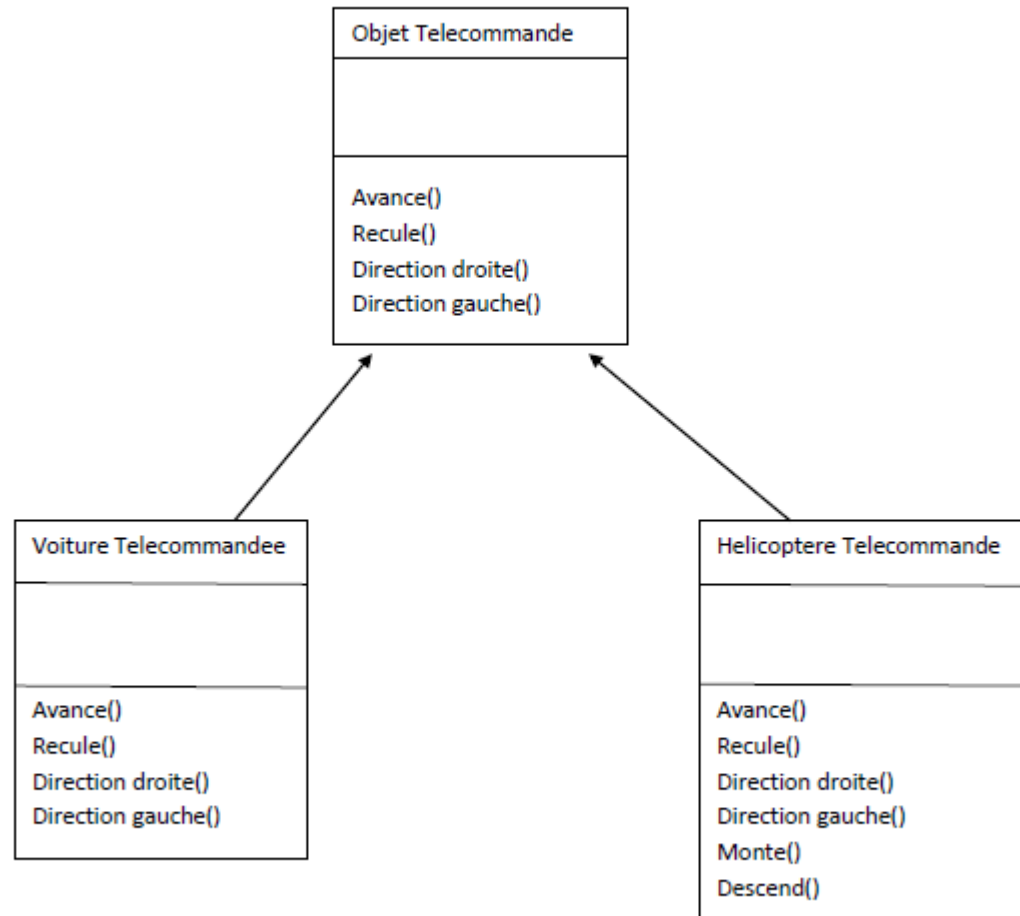 Objet Telecommande
Avance()
Recule()
Direction droite()
Direction gauche()
Voiture Telecommandee
Avance()
Recule()
Direction droite()
Direction gauche()
Helicoptere Telecommande
Avance()
Recule()
Direction droite()
Direction gauche()
Monte()
Descend()